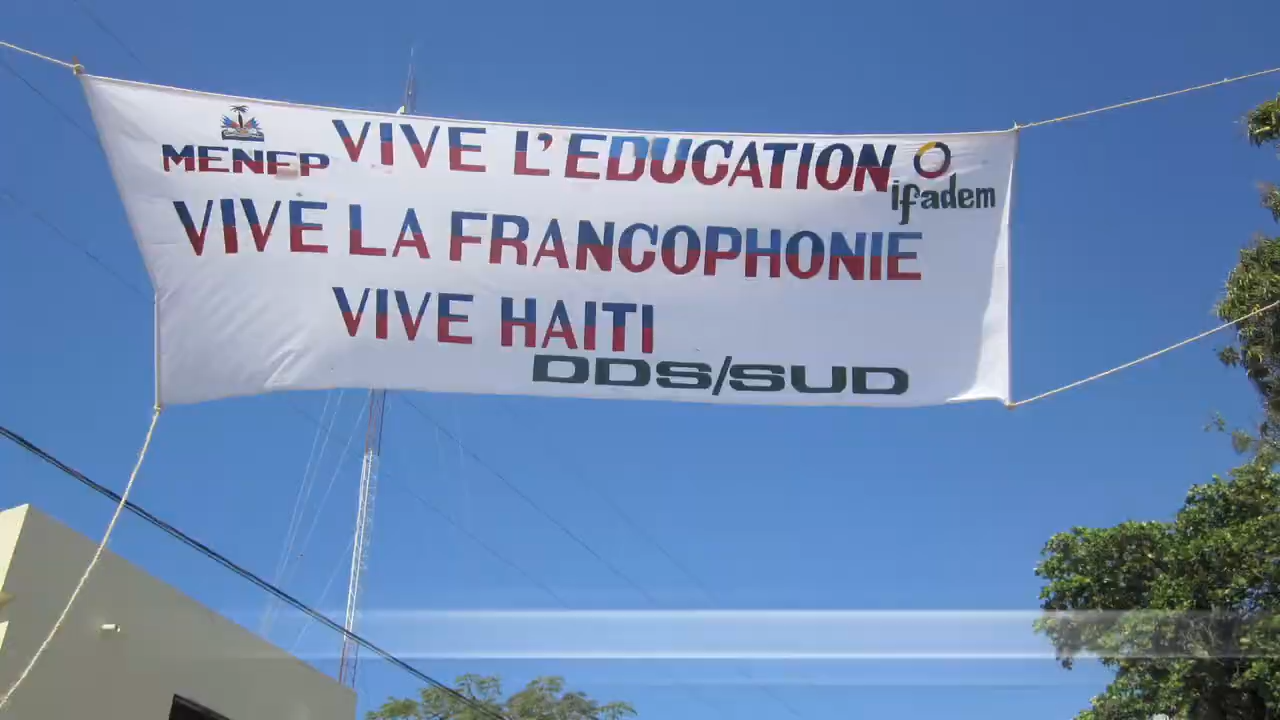 MENFP VIVE L'EDUCATION ifadem
VIVE LA FRANCOPHONIE
VIVE HAITI
DDS/SUD